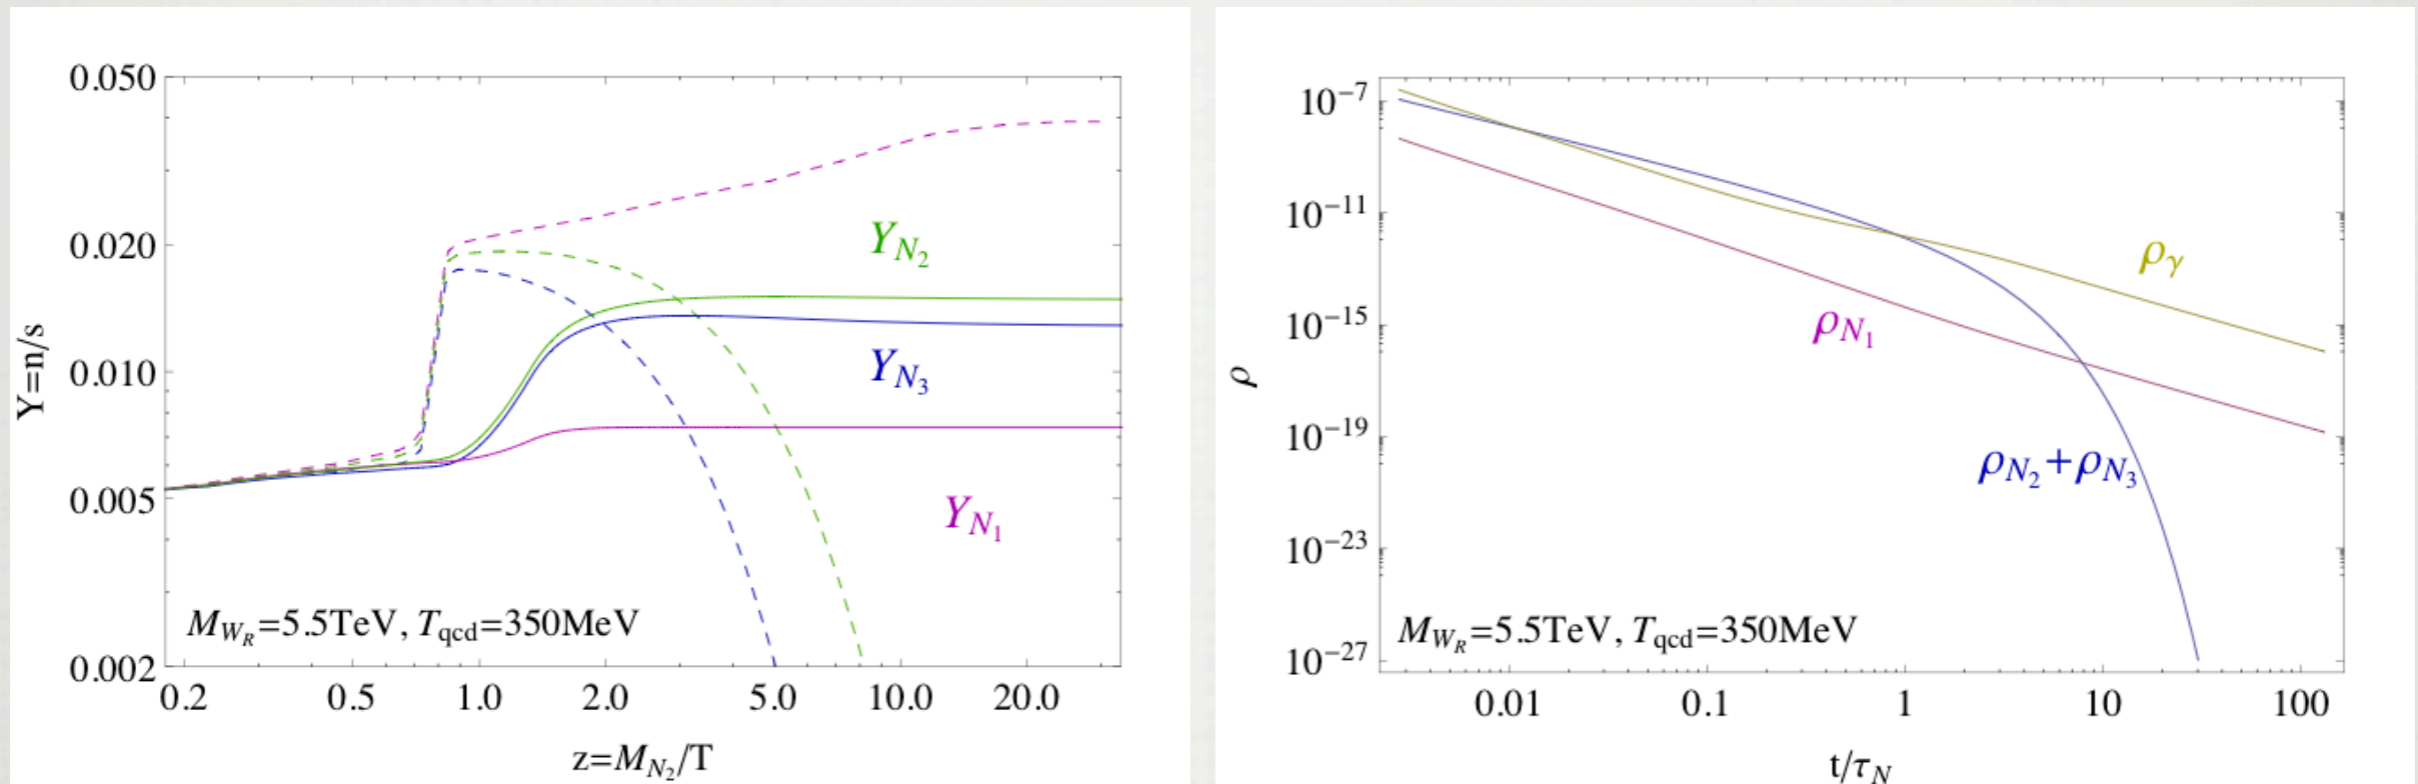 0.050
0.020
0.010
0.005
0.002
Y=n/s
Y_{N_2}
Y_{N_3}
Y_{N_1}
M_{W_R}=5.5TeV, T_{qcd}=350MeV
0.2 0.5 1.0 2.0 5.0 10.0 20.0
z=M_{N_2}/T
10^{-7}
10^{-11}
10^{-15}
10^{-19}
10^{-23}
10^{-27}
ρ
ρ_γ
ρ_{N_1}
ρ_{N_2}+ρ_{N_3}
M_{W_R}=5.5TeV, T_{qcd}=350MeV
0.01 0.1 1 10 100
t/τ_N